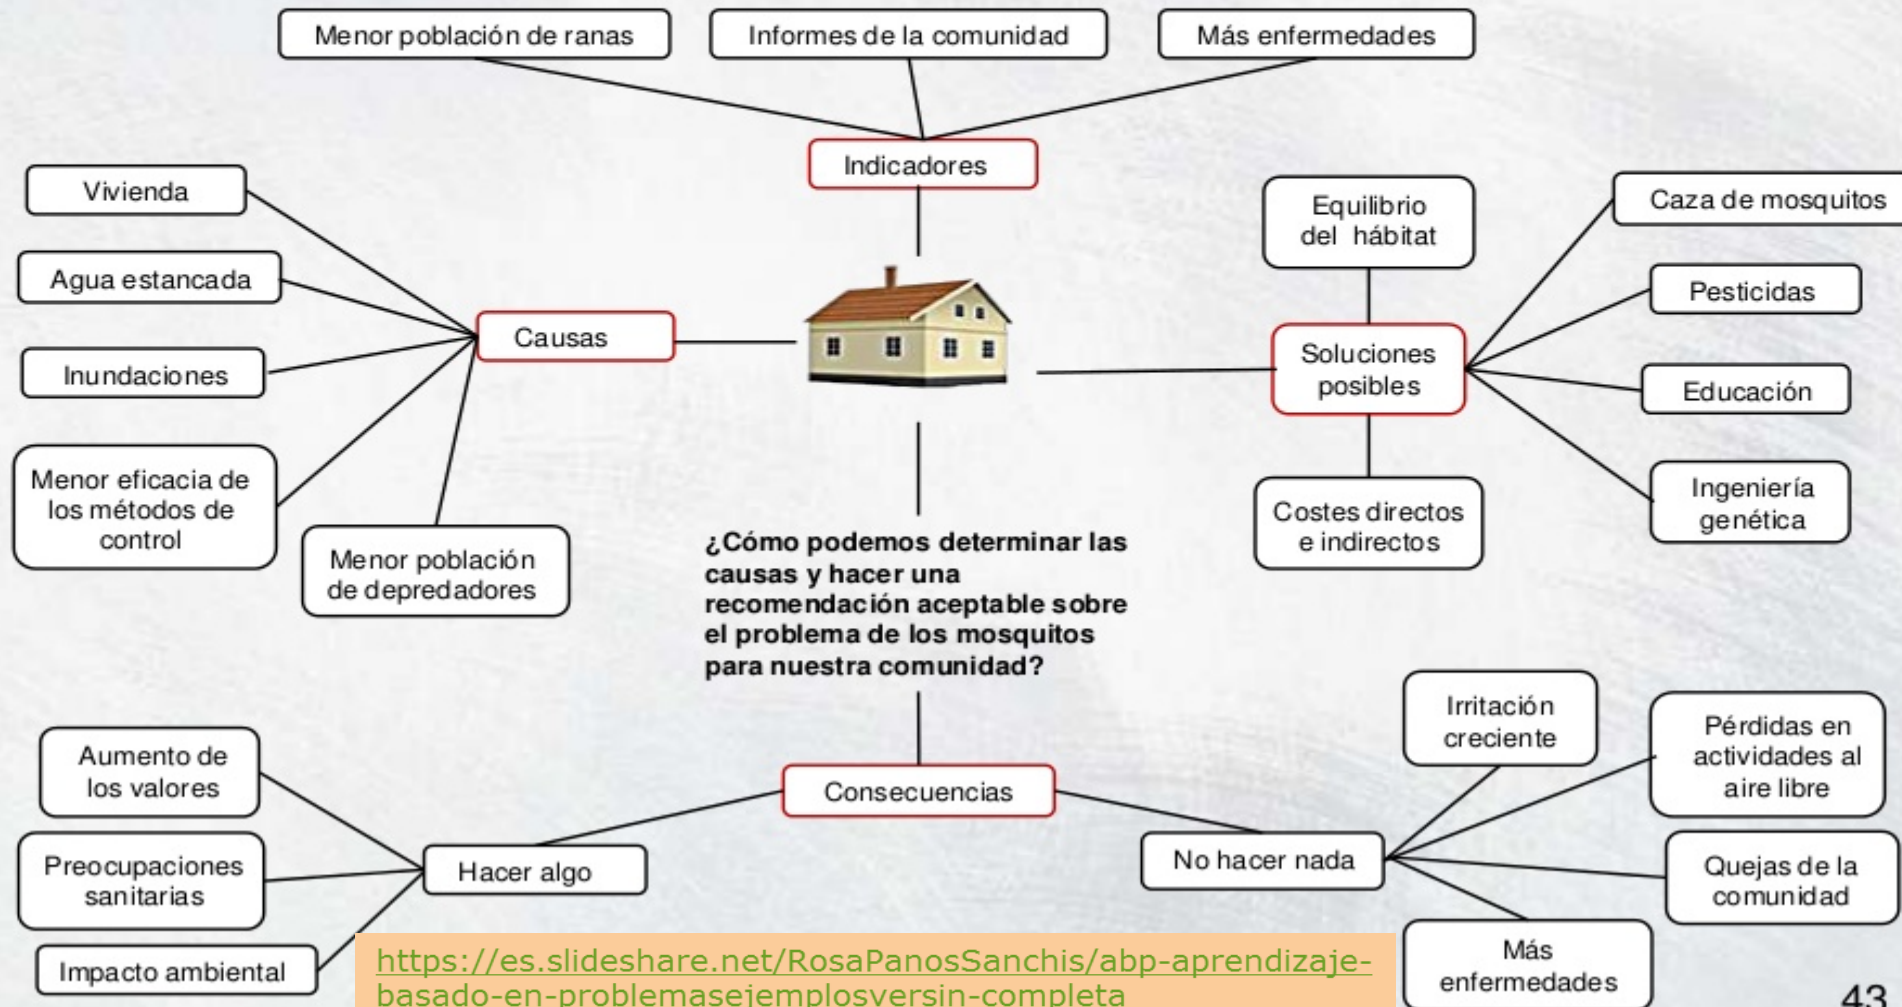 Menor población de ranas
Informes de la comunidad
Más enfermedades
Indicadores
Vivienda
Agua estancada
Inundaciones
Menor eficacia de
los métodos de
control
Menor población
de depredadores
Causas
Equilibrio
del hábitat
Soluciones
posibles
Costes directos
e indirectos
Caza de mosquitos
Pesticidas
Educación
Ingeniería
genética
¿Cómo podemos determinar las
causas y hacer una
recomendación aceptable sobre
el problema de los mosquitos
para nuestra comunidad?
Consecuencias
Hacer algo
Aumento de
los valores
Preocupaciones
sanitarias
Impacto ambiental
No hacer nada
Irritación
creciente
Pérdidas en
actividades al
aire libre
Quejas de la
comunidad
Más
enfermedades
https://es.slideshare.net/RosaPanosSanchis/abp-aprendizaje-
basado-en-problemasejemplosversin-completa
43